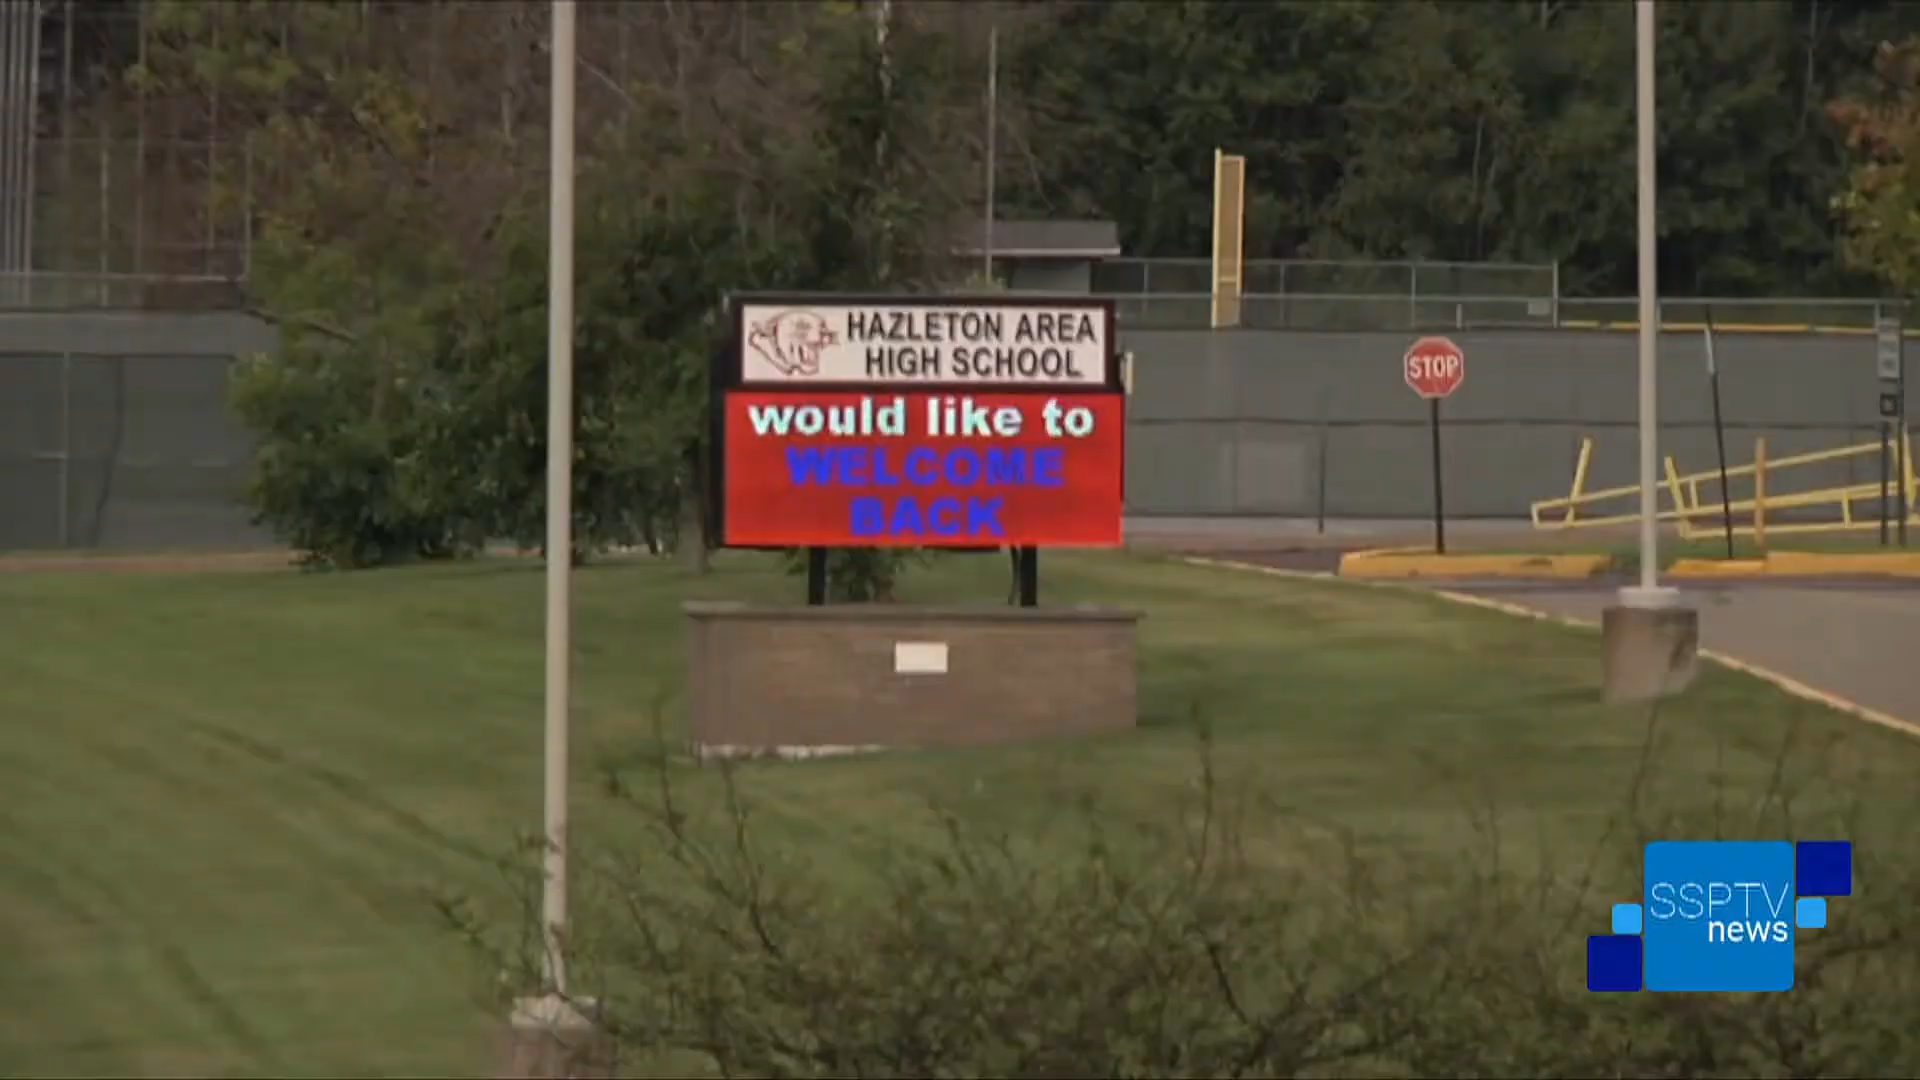 HAZLETON AREA
HIGH SCHOOL
would like to
WELCOME
BACK
STOP
SSPTV
news